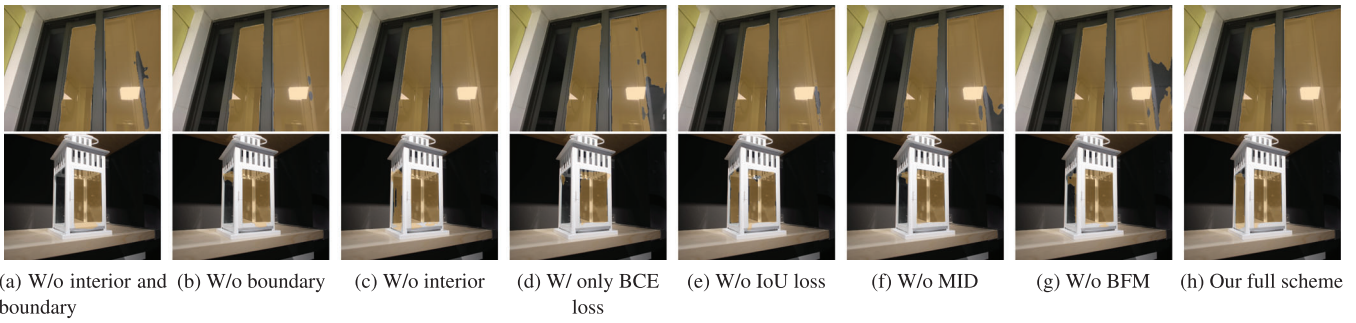 (a) W/o interior and (b) W/o boundary (c) W/o interior (d) W/ only BCE (e) W/o IoU loss (f) W/o MID (g) W/o BFM (h) Our full scheme
boundary loss